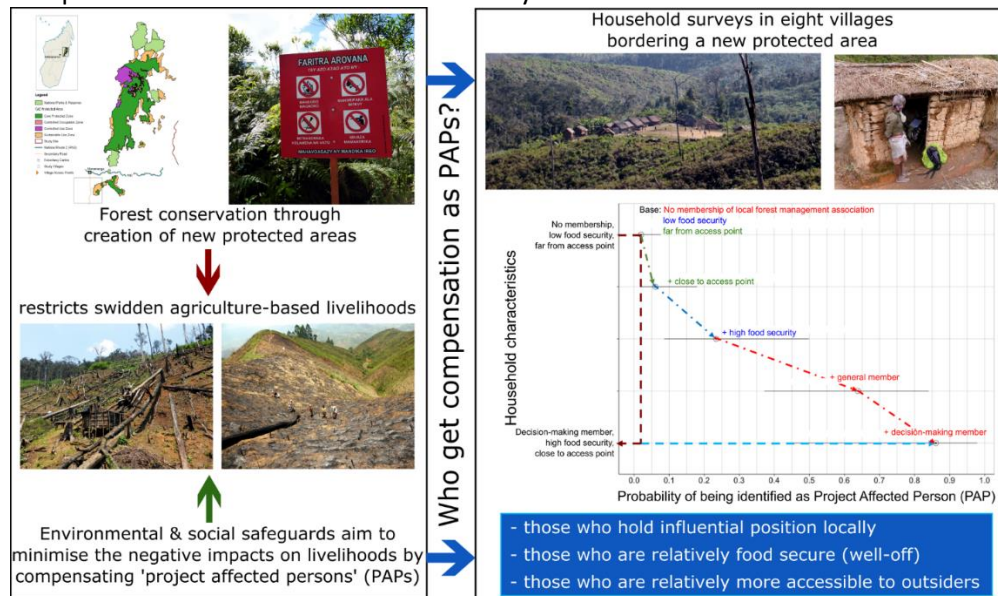 Legend
FARITRA AROVANA
Forest conservation through
creation of new protected areas
restricts swidden agriculture-based livelihoods
Environmental & social safeguards aim to
minimise the negative impacts on livelihoods by
compensating 'project affected persons' (PAPs)
Who get compensation as PAPs?
Household surveys in eight villages
bordering a new protected area
Base: No membership of local forest management association
low food security,
far from access point
No membership,
low food security,
far from access point
+ close to access point
+ high food security
+ general member
+ decision-making member
Decision-making member,
high food security,
close to access point
Household characteristics
0.0 0.1 0.2 0.3 0.4 0.5 0.6 0.7 0.8 0.9 1.0
Probability of being identified as Project Affected Person (PAP)
- those who hold influential position locally
- those who are relatively food secure (well-off)
- those who are relatively more accessible to outsiders